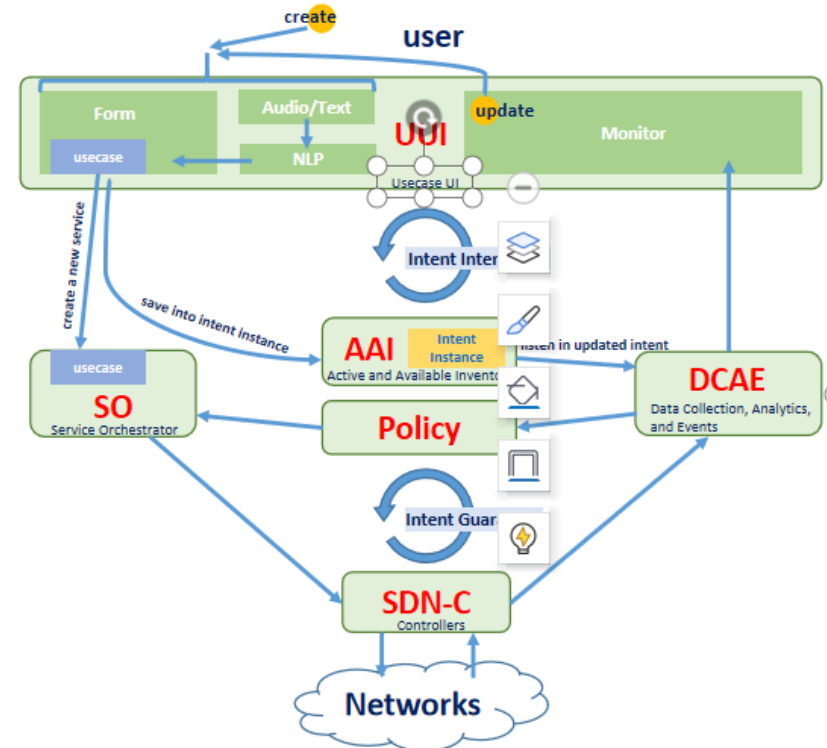 create
user
Form
Audio/Text
update
UUI
Monitor
usecase
NLP
Usecase UI
create a new service
Intent Inter
save into intent instance
AAI
Intent
Instance
listen in updated intent
Active and Available Invento
usecase
SO
Service Orchestrator
DCAE
Data Collection, Analytics,
and Events
Policy
Intent Guar
SDN-C
Controllers
Networks